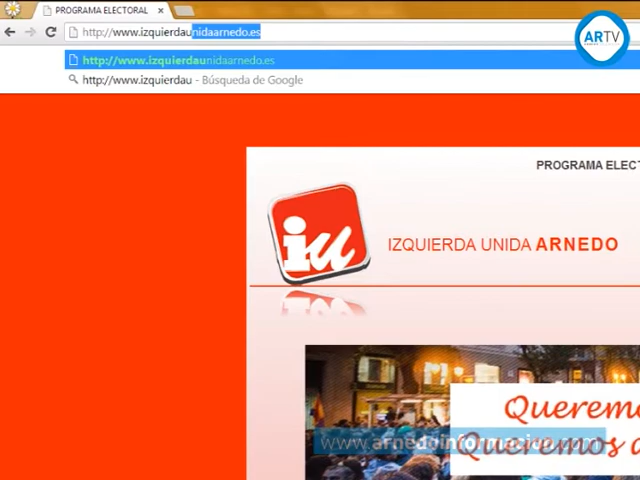 PROGRAMA ELECTORAL
http://www.izquierdaunidaarnedo.es
ARTV
http://www.izquierdaunidaarnedo.es
http://www.izquierdau - Búsqueda de Google
PROGRAMA ELECT
iu
IZQUIERDA UNIDA ARNEDO
Querem
Queremos a
www.arnedoinformacion.com